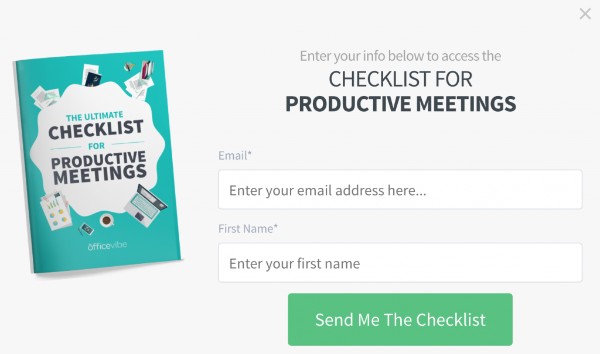 THE ULTIMATE
CHECKLIST
FOR
PRODUCTIVE
MEETINGS
officevibe
Enter your info below to access the
CHECKLIST FOR
PRODUCTIVE MEETINGS
Email*
Enter your email address here...
First Name*
Enter your first name
Send Me The Checklist